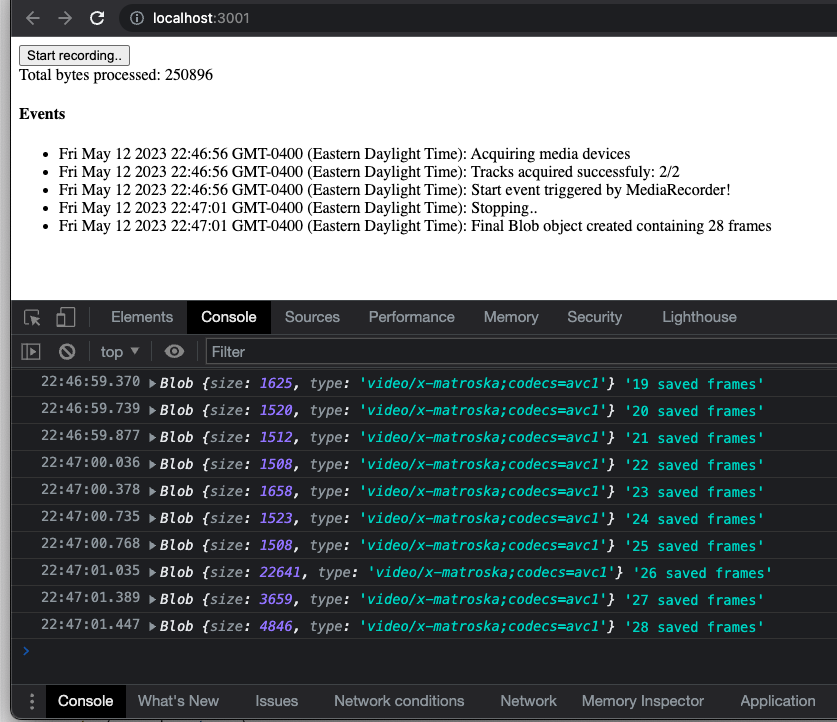 localhost:3001
Start recording..
Total bytes processed: 250896
Events
Fri May 12 2023 22:46:56 GMT-0400 (Eastern Daylight Time): Acquiring media devices
Fri May 12 2023 22:46:56 GMT-0400 (Eastern Daylight Time): Tracks acquired successfuly: 2/2
Fri May 12 2023 22:46:56 GMT-0400 (Eastern Daylight Time): Start event triggered by MediaRecorder!
Fri May 12 2023 22:47:01 GMT-0400 (Eastern Daylight Time): Stopping..
Fri May 12 2023 22:47:01 GMT-0400 (Eastern Daylight Time): Final Blob object created containing 28 frames
Elements Console Sources Performance Memory Security Lighthouse
top Filter
22:46:59.370 Blob {size: 1625, type: 'video/x-matroska;codecs=avc1'} '19 saved frames'
22:46:59.739 Blob {size: 1520, type: 'video/x-matroska;codecs=avc1'} '20 saved frames'
22:46:59.877 Blob {size: 1512, type: 'video/x-matroska;codecs=avc1'} '21 saved frames'
22:47:00.036 Blob {size: 1508, type: 'video/x-matroska;codecs=avc1'} '22 saved frames'
22:47:00.378 Blob {size: 1658, type: 'video/x-matroska;codecs=avc1'} '23 saved frames'
22:47:00.735 Blob {size: 1523, type: 'video/x-matroska;codecs=avc1'} '24 saved frames'
22:47:00.768 Blob {size: 1508, type: 'video/x-matroska;codecs=avc1'} '25 saved frames'
22:47:01.035 Blob {size: 22641, type: 'video/x-matroska;codecs=avc1'} '26 saved frames'
22:47:01.389 Blob {size: 3659, type: 'video/x-matroska;codecs=avc1'} '27 saved frames'
22:47:01.447 Blob {size: 4846, type: 'video/x-matroska;codecs=avc1'} '28 saved frames'
Console What's New Issues Network conditions Network Memory Inspector Application